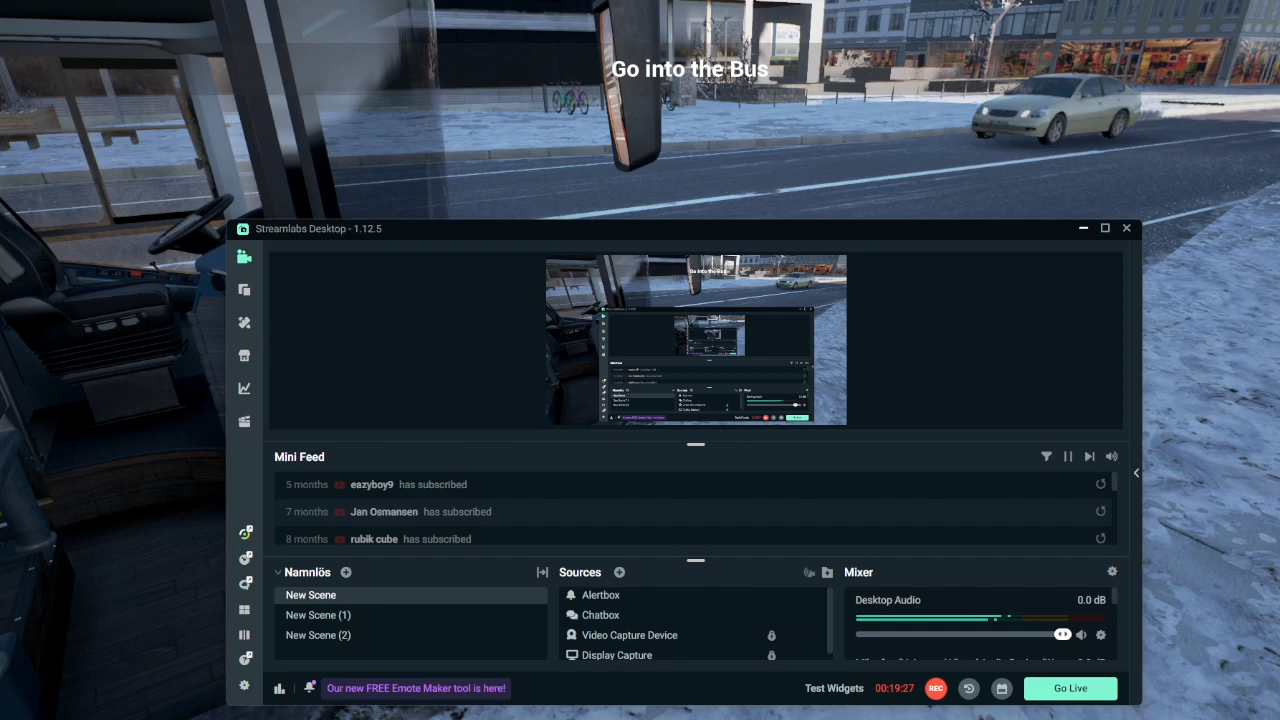 Go into the Bus
Streamlabs Desktop - 1.12.5
Mini Feed
5 months eazyboy9 has subscribed
7 months Jan Osmansen has subscribed
8 months rubik cube has subscribed
Namnlös
New Scene
New Scene (1)
New Scene (2)
Sources
Alertbox
Chatbox
Video Capture Device
Display Capture
Mixer
Desktop Audio 0.0 dB
Our new FREE Emote Maker tool is here!
Test Widgets 00:19:27 REC Go Live